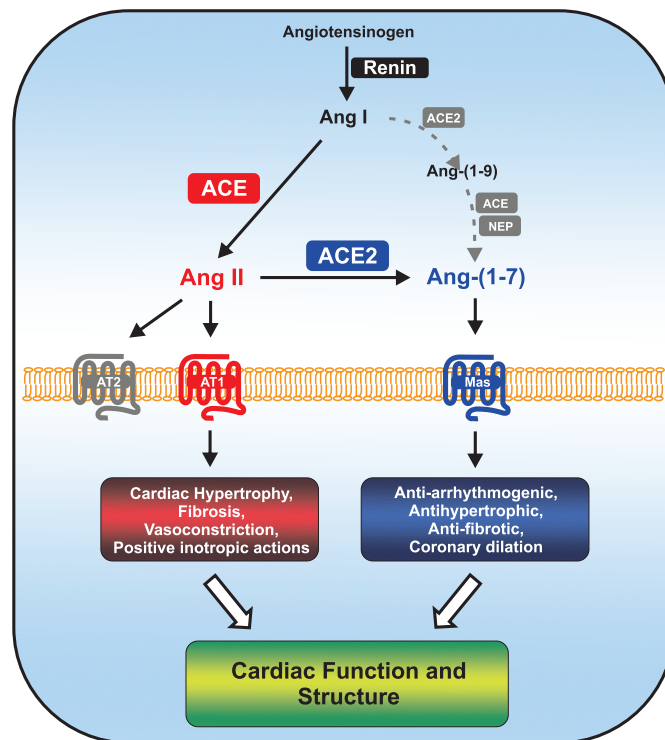 Angiotensinogen
Renin
Ang I
ACE2
Ang-(1-9)
ACE
ACE
NEP
ACE2
Ang II
Ang-(1-7)
AT2
AT1
Mas
Cardiac Hypertrophy,
Fibrosis,
Vasoconstriction,
Positive inotropic actions
Anti-arrhythmogenic,
Antihypertrophic,
Anti-fibrotic,
Coronary dilation
Cardiac Function and
Structure